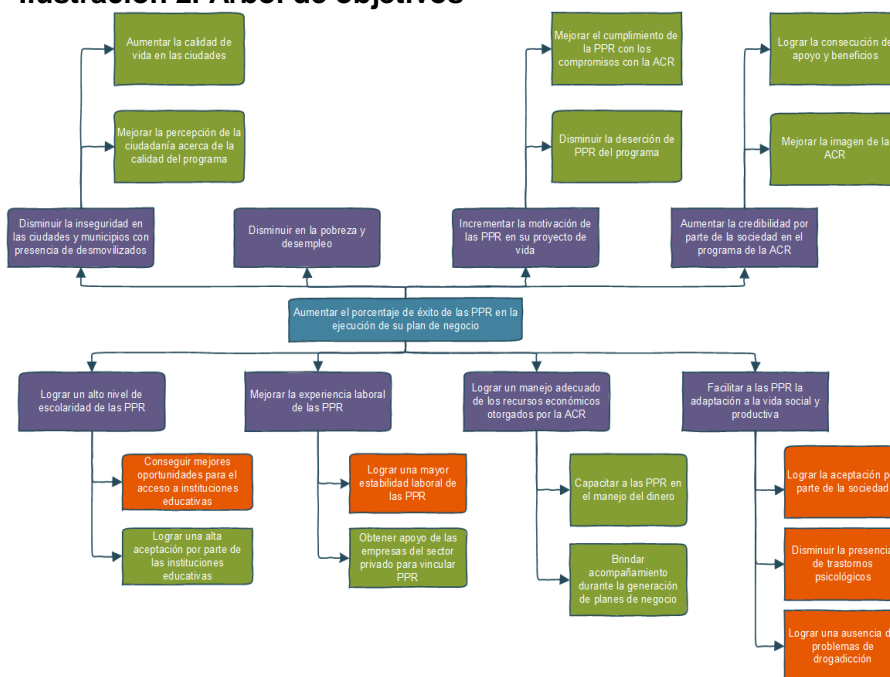 Ilustración 2. Árbol de objetivos
Aumentar la calidad de
vida en las ciudades
Mejorar el cumplimiento de
la PPR con los
compromisos con la ACR
Lograr la consecución de
apoyo y beneficios
Mejorar la percepción de la
ciudadanía acerca de la
calidad del programa
Disminuir la deserción de
PPR del programa
Mejorar la imagen de la
ACR
Disminuir la inseguridad en
las ciudades y municipios con
presencia de desmovilizados
Disminuir en la pobreza y
desempleo
Incrementar la motivación de
las PPR en su proyecto de
vida
Aumentar la credibilidad por
parte de la sociedad en el
programa de la ACR
Aumentar el porcentaje de éxito de las PPR en la
ejecución de su plan de negocio
Lograr un alto nivel de
escolaridad de las PPR
Mejorar la experiencia laboral
de las PPR
Lograr un manejo adecuado
de los recursos económicos
otorgados por la ACR
Facilitar a las PPR la
adaptación a la vida social y
productiva
Conseguir mejores
oportunidades para el
acceso a instituciones
educativas
Lograr una mayor
estabilidad laboral de
las PPR
Capacitar a las PPR en
el manejo del dinero
Lograr la aceptación p
parte de la sociedad
Lograr una alta
aceptación por parte de
las instituciones
educativas
Obtener apoyo de las
empresas del sector
privado para vincular
PPR
Brindar
acompañamiento
durante la generación
de planes de negocio
Disminuir la presencia
de trastornos
psicológicos
Lograr una ausencia d
problemas de
drogadicción